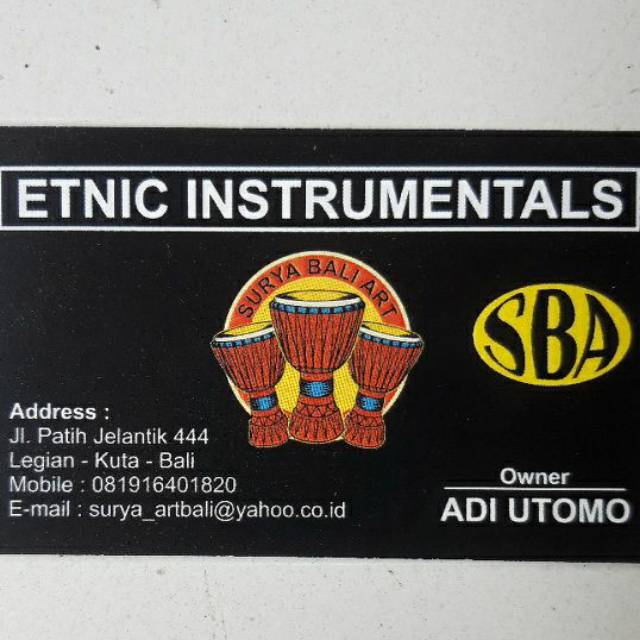 ETNIC INSTRUMENTALS
SURYA BALI ART
SBA
Address :
Jl. Patih Jelantik 444
Legian - Kuta - Bali
Mobile : 081916401820
E-mail : surya_artbali@yahoo.co.id
Owner
ADI UTOMO